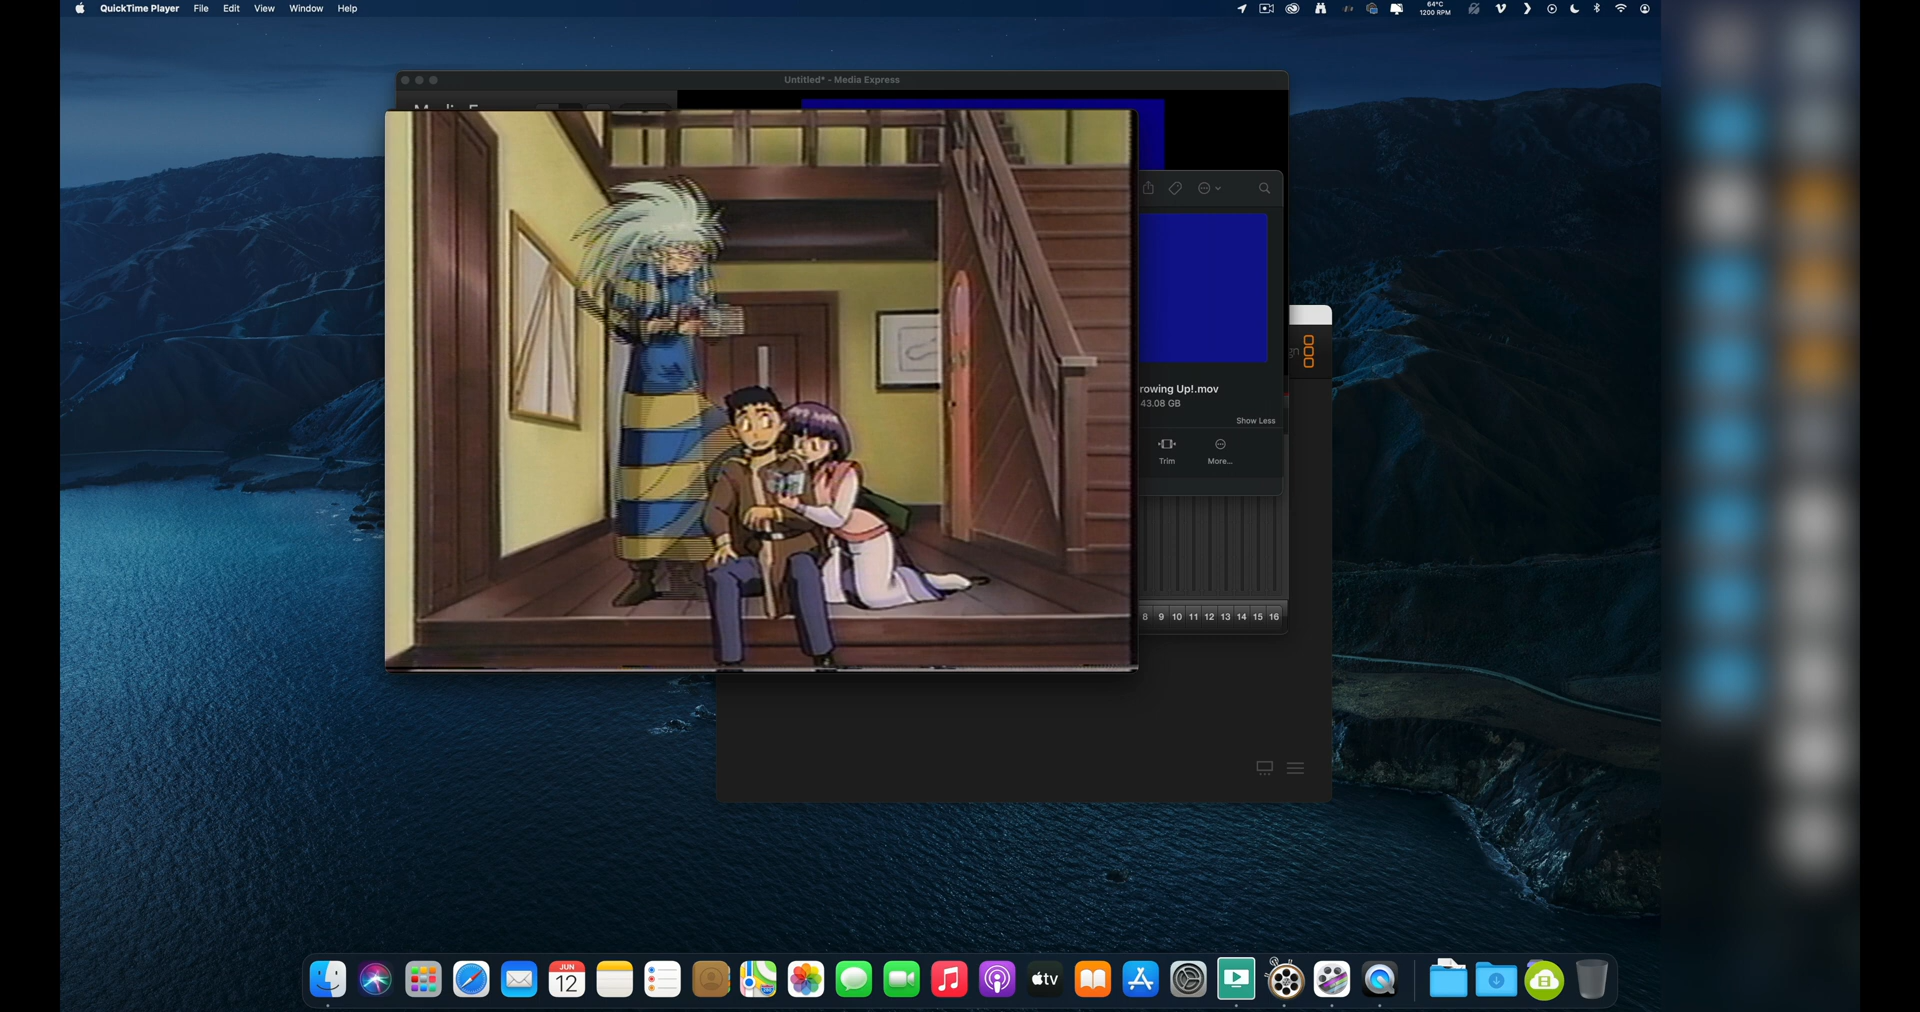 QuickTime Player File Edit View Window Help
64°C
1200 RPM
Untitled* - Media Express
rowing Up!.mov
43.08 GB
Show Less
Trim More...
gn
8 9 10 11 12 13 14 15 16
JUN
12
tv